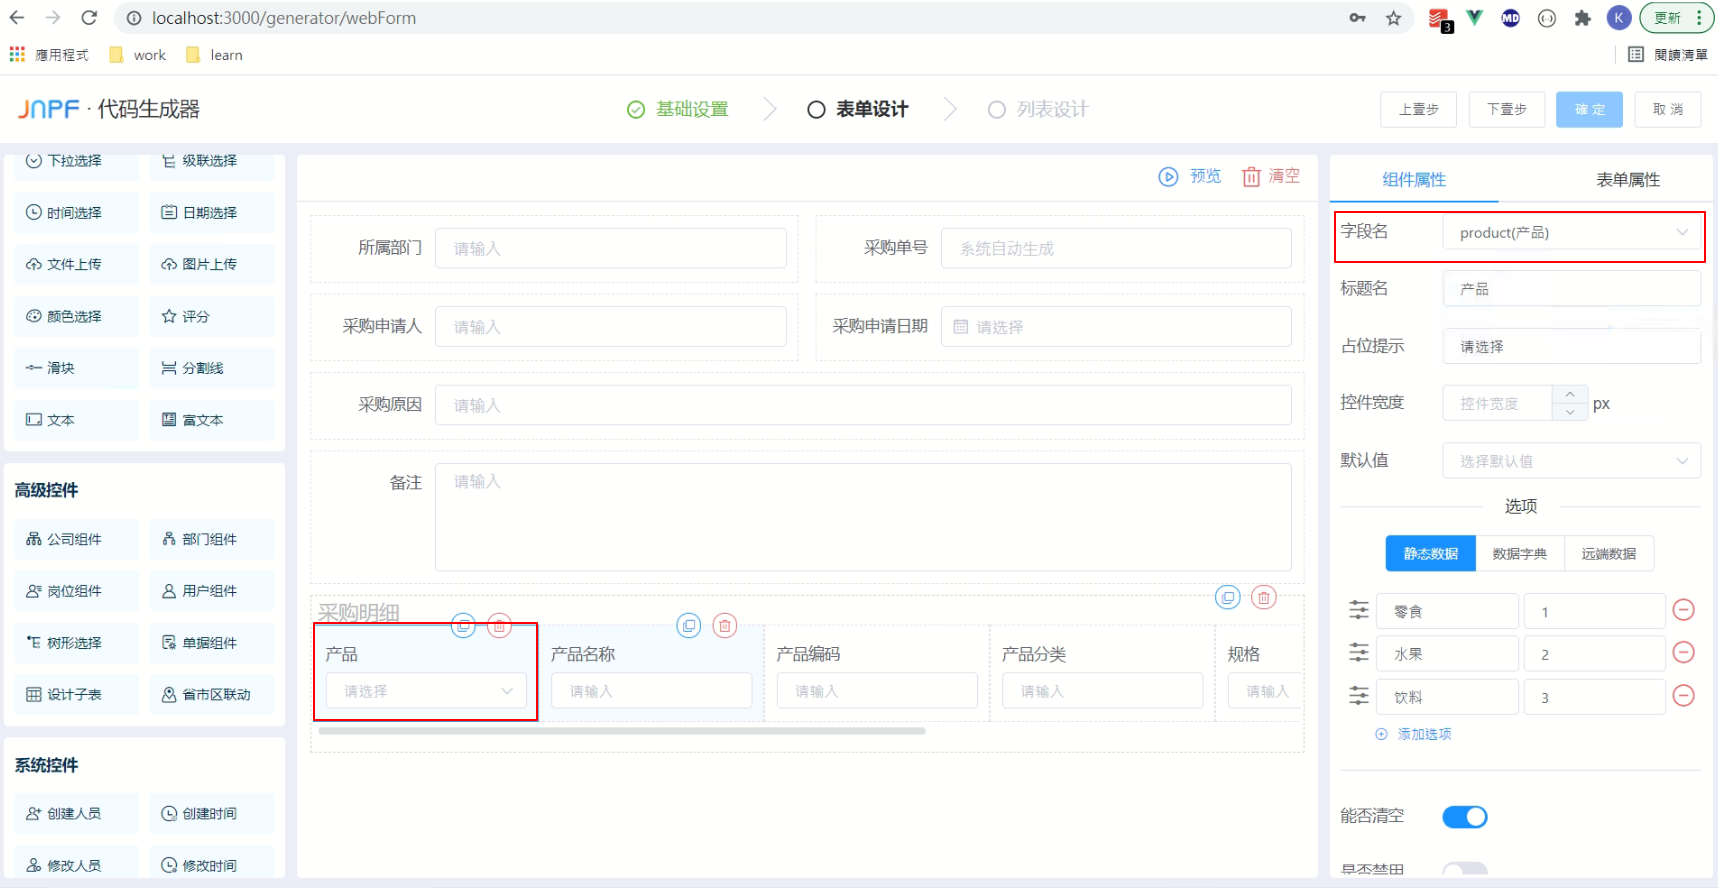 localhost:3000/generator/webForm
3
MD
K
更新
應用程式
work
learn
閱讀清單
JNPF · 代码生成器
基础设置
表单设计
列表设计
上壹步
下壹步
確定
取消
下拉选择
级联选择
时间选择
日期选择
文件上传
图片上传
颜色选择
评分
滑块
分割线
文本
富文本
高级控件
公司组件
部门组件
岗位组件
用户组件
树形选择
单据组件
设计子表
省市区联动
系统控件
创建人员
创建时间
修改人员
修改时间
预览
清空
所属部门
请输入
采购单号
系统自动生成
采购申请人
请输入
采购申请日期
请选择
采购原因
请输入
备注
请输入
采购明细
产品
产品名称
产品编码
产品分类
规格
请选择
请输入
请输入
请输入
请输入
组件属性
表单属性
字段名
product(产品)
标题名
产品
占位提示
请选择
控件宽度
控件宽度
px
默认值
选择默认值
选项
静态数据
数据字典
远端数据
零食
1
水果
2
饮料
3
添加选项
能否清空
是否禁用